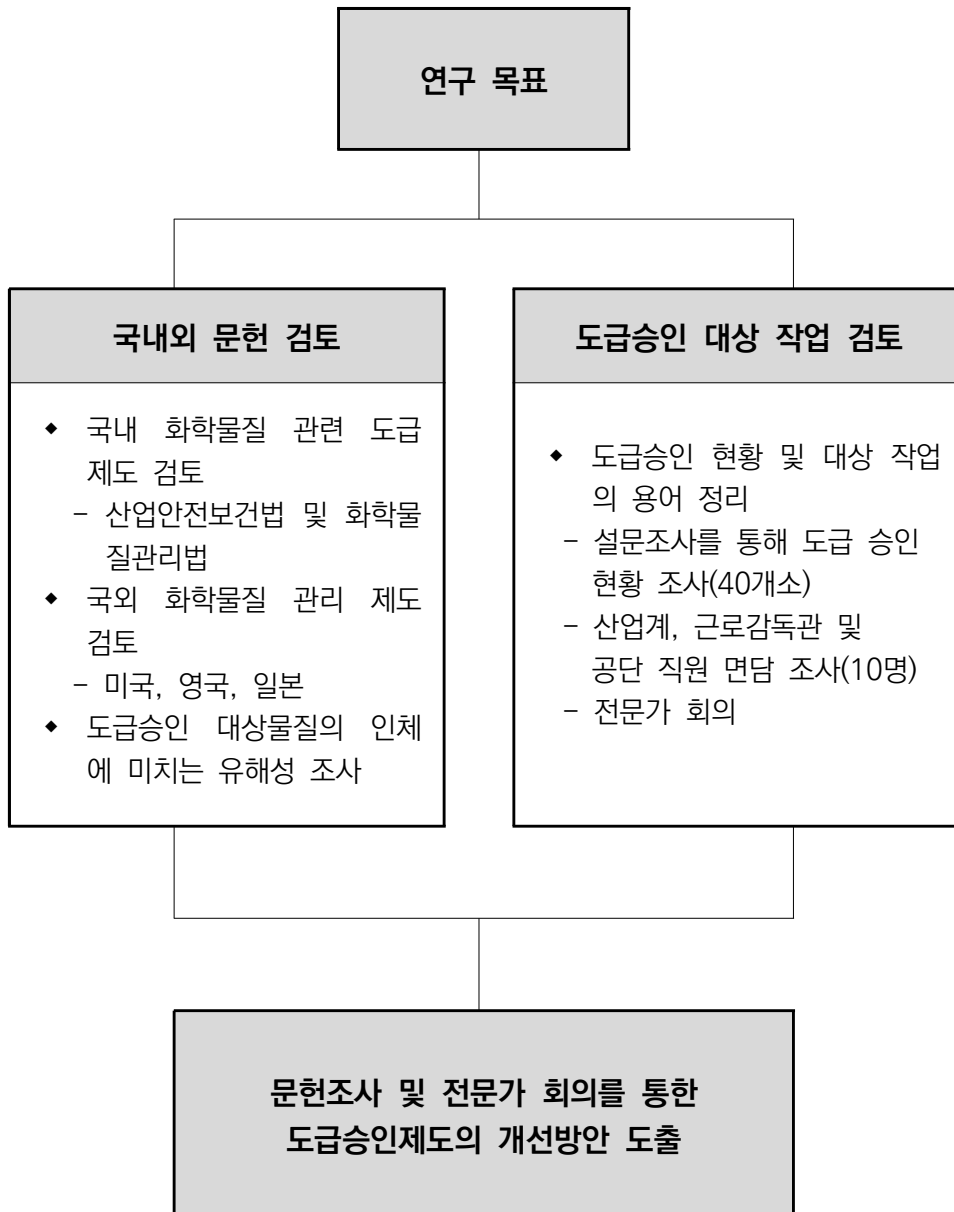 연구 목표
국내외 문헌 검토
◆ 국내 화학물질 관련 도급
제도 검토
- 산업안전보건법 및 화학물
질관리법
◆ 국외 화학물질 관리 제도
검토
- 미국, 영국, 일본
◆ 도급승인 대상물질의 인체
에 미치는 유해성 조사
도급승인 대상 작업 검토
◆ 도급승인 현황 및 대상 작업
의 용어 정리
- 설문조사를 통해 도급 승인
현황 조사(40개소)
- 산업계, 근로감독관 및
공단 직원 면담 조사(10명)
- 전문가 회의
문헌조사 및 전문가 회의를 통한
도급승인제도의 개선방안 도출